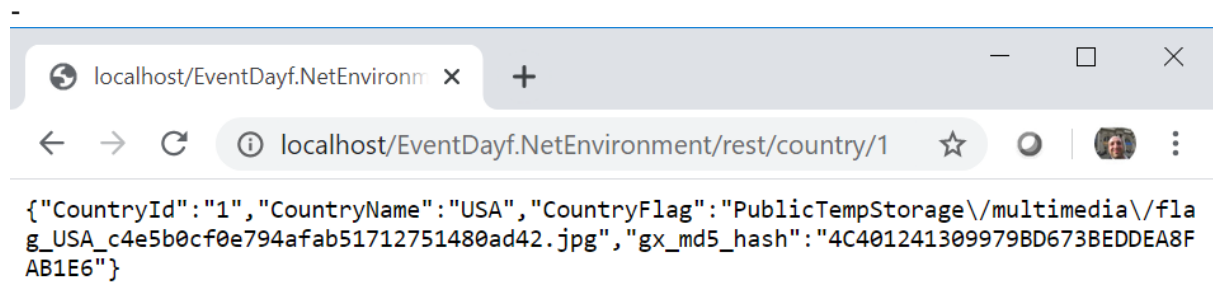 -
localhost/EventDayf.NetEnvironm
localhost/EventDayf.NetEnvironment/rest/country/1
{"CountryId":"1","CountryName":"USA","CountryFlag":"PublicTempStorage\/multimedia\/fla
g_USA_c4e5b0cf0e794afab51712751480ad42.jpg","gx_md5_hash":"4C401241309979BD673BEDDEA8F
AB1E6"}